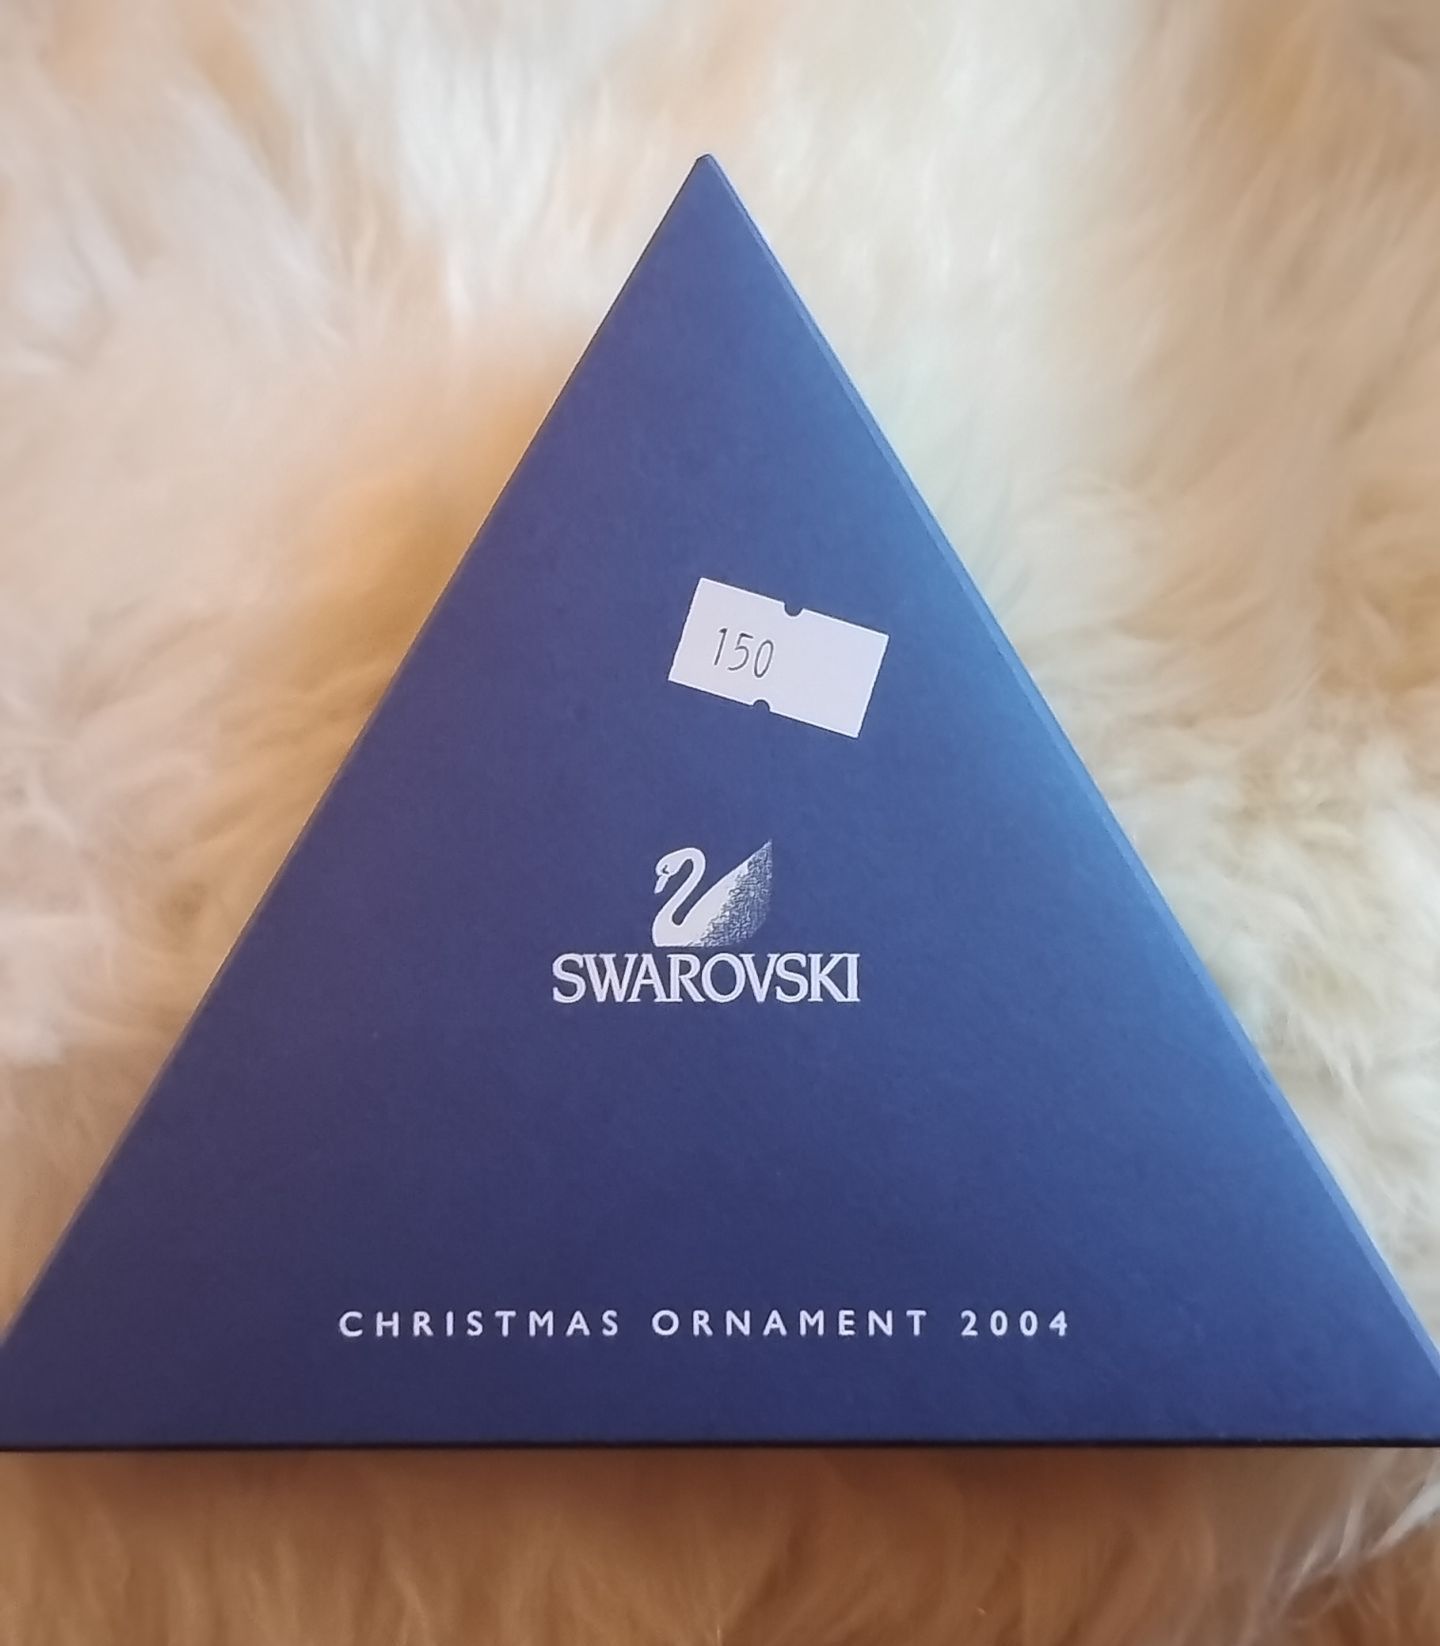 150
SWAROVSKI
CHRISTMAS ORNAMENT 2004